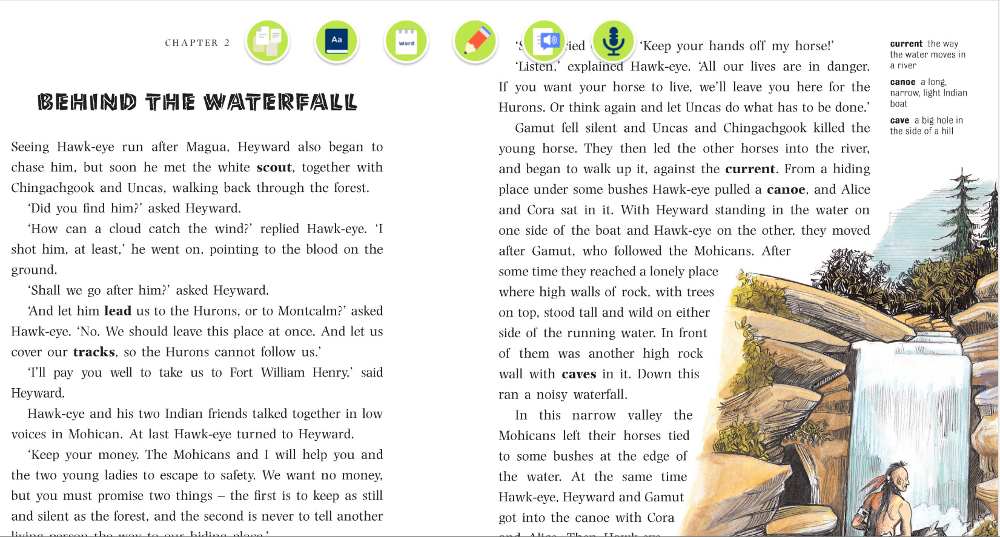 CHAPTER 2
Aa
Word
BEHIND THE WATERFALL
Seeing Hawk-eye run after Magua, Heyward also began to
chase him, but soon he met the white scout, together with
Chingachgook and Uncas, walking back through the forest.
‘Did you find him?’ asked Heyward.
‘How can a cloud catch the wind?’ replied Hawk-eye. ‘I
shot him, at least,’ he went on, pointing to the blood on the
ground.
‘Shall we go after him?’ asked Heyward.
‘And let him lead us to the Hurons, or to Montcalm?’ asked
Hawk-eye. ‘No. We should leave this place at once. And let us
cover our tracks, so the Hurons cannot follow us.’
‘I’ll pay you well to take us to Fort William Henry,’ said
Heyward.
Hawk-eye and his two Indian friends talked together in low
voices in Mohican. At last Hawk-eye turned to Heyward.
‘Keep your money. The Mohicans and I will help you and
the two young ladies to escape to safety. We want no money,
but you must promise two things – the first is to keep as still
and silent as the forest, and the second is never to tell another
living person the way to our hiding place.’
‘Keep your hands off my horse!’
‘Listen,’ explained Hawk-eye. ‘All our lives are in danger.
If you want your horse to live, we’ll leave you here for the
Hurons. Or think again and let Uncas do what has to be done.’
Gamut fell silent and Uncas and Chingachgook killed the
young horse. They then led the other horses into the river,
and began to walk up it, against the current. From a hiding
place under some bushes Hawk-eye pulled a canoe, and Alice
and Cora sat in it. With Heyward standing in the water on
one side of the boat and Hawk-eye on the other, they moved
after Gamut, who followed the Mohicans. After
some time they reached a lonely place
where high walls of rock, with trees
on top, stood tall and wild on either
side of the running water. In front
of them was another high rock
wall with caves in it. Down this
ran a noisy waterfall.
In this narrow valley the
Mohicans left their horses tied
to some bushes at the edge of
the water. At the same time
Hawk-eye, Heyward and Gamut
got into the canoe with Cora
and Alice. Then Hawk-eye
current the way
the water moves in
a river
canoe a long,
narrow, light Indian
boat
cave a big hole in
the side of a hill